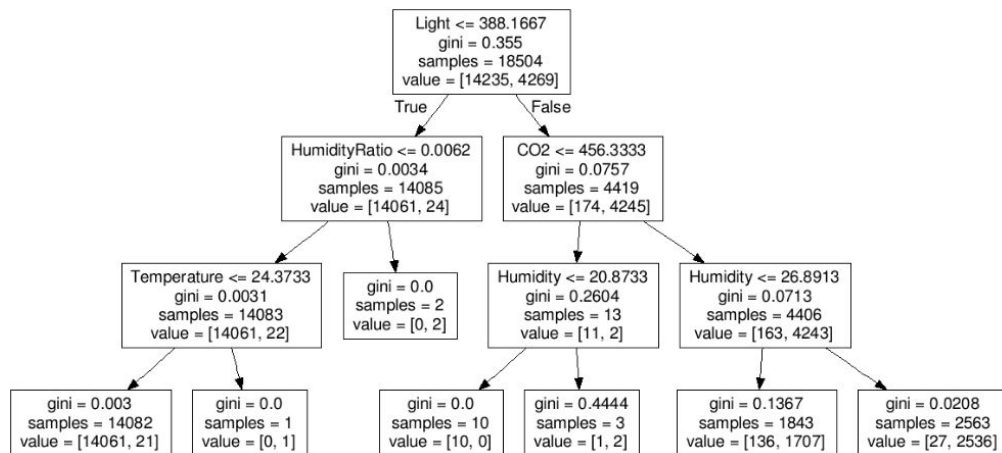 Light <= 388.1667
gini = 0.355
samples = 18504
value = [14235, 4269]
True
False
HumidityRatio <= 0.0062
gini = 0.0034
samples = 14085
value = [14061, 24]
CO2 <= 456.3333
gini = 0.0757
samples = 4419
value = [174, 4245]
Temperature <= 24.3733
gini = 0.0031
samples = 14083
value = [14061, 22]
gini = 0.0
samples = 2
value = [0, 2]
Humidity <= 20.8733
gini = 0.2604
samples = 13
value = [11, 2]
Humidity <= 26.8913
gini = 0.0713
samples = 4406
value = [163, 4243]
gini = 0.003
samples = 14082
value = [14061, 21]
gini = 0.0
samples = 1
value = [0, 1]
gini = 0.0
samples = 10
value = [10, 0]
gini = 0.4444
samples = 3
value = [1, 2]
gini = 0.1367
samples = 1843
value = [136, 1707]
gini = 0.0208
samples = 2563
value = [27, 2536]